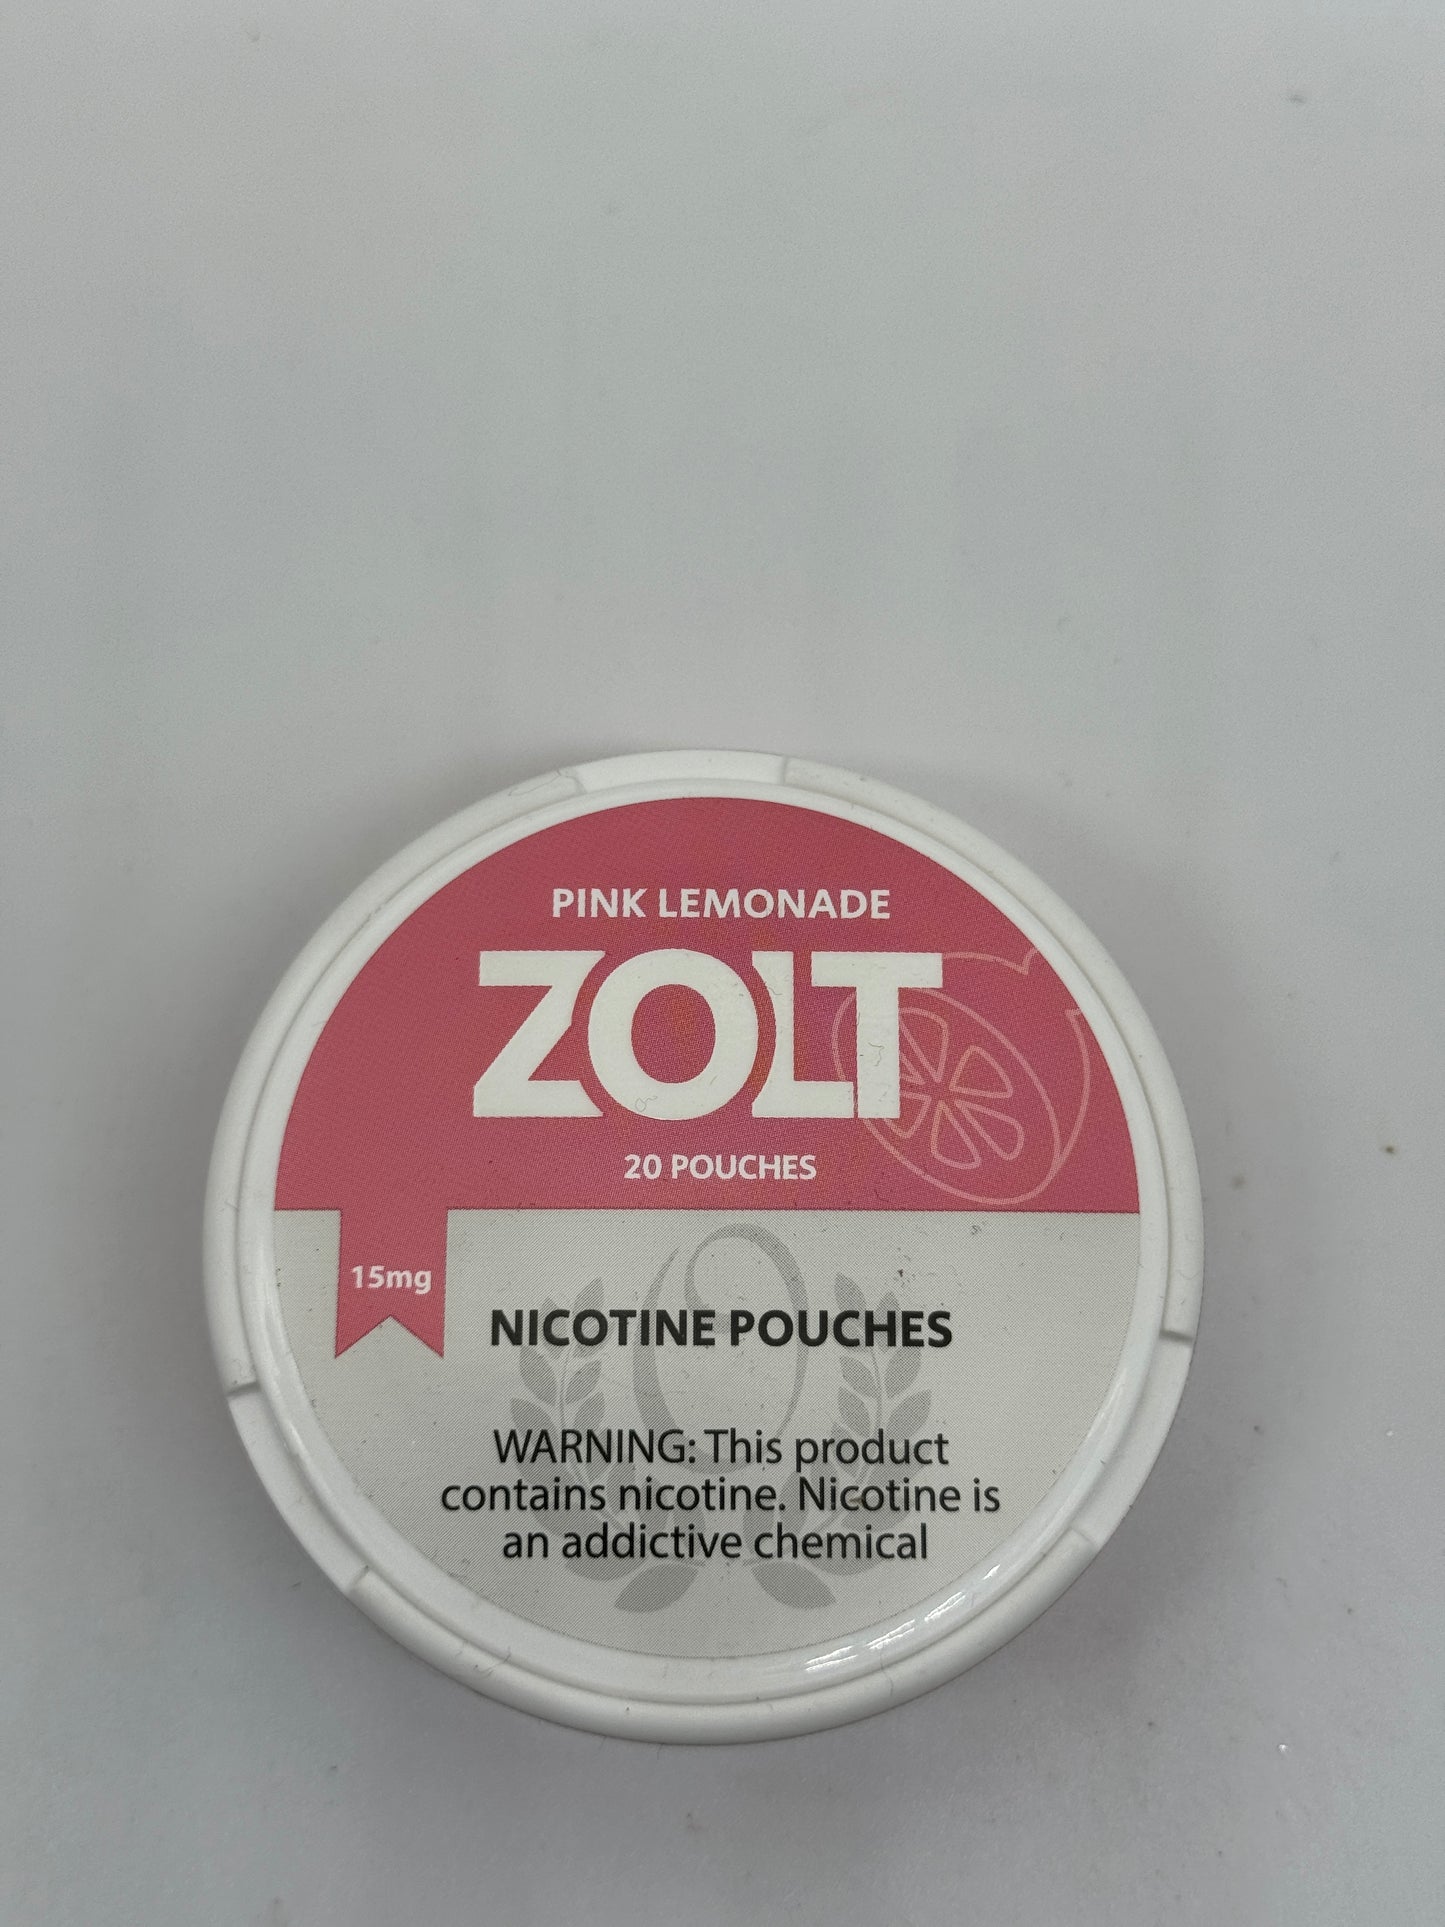 PINK LEMONADE
ZOLT
20 POUCHES
15mg
NICOTINE POUCHES
WARNING: This product
contains nicotine. Nicotine is
an addictive chemical